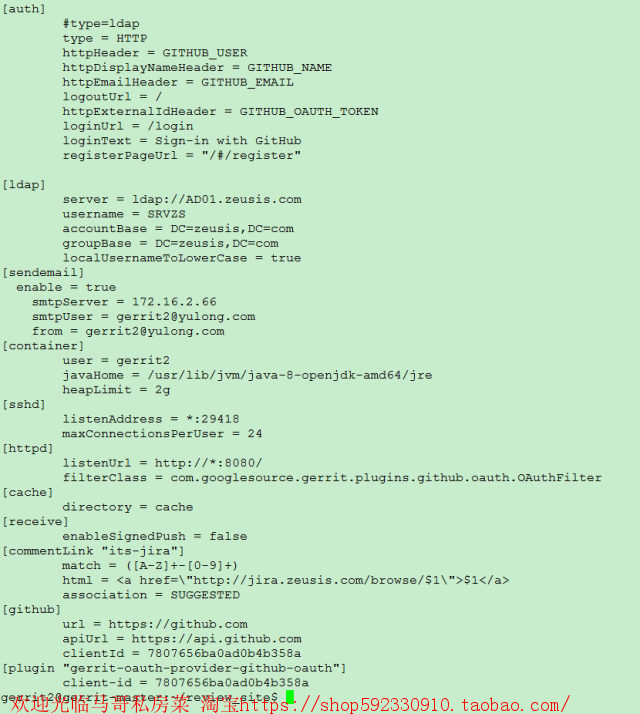 [auth]
#type=ldap
type = HTTP
httpHeader = GITHUB_USER
httpDisplayNameHeader = GITHUB_NAME
httpEmailHeader = GITHUB_EMAIL
logoutUrl = /
httpExternalIdHeader = GITHUB_OAUTH_TOKEN
loginUrl = /login
loginText = Sign-in with GitHub
registerPageUrl = "/#/register"
[ldap]
server = ldap://AD01.zeusis.com
username = SRVZS
accountBase = DC=zeusis,DC=com
groupBase = DC=zeusis,DC=com
localUsernameToLowerCase = true
[sendemail]
enable = true
smtpServer = 172.16.2.66
smtpUser = gerrit2@yulong.com
from = gerrit2@yulong.com
[container]
user = gerrit2
javaHome = /usr/lib/jvm/java-8-openjdk-amd64/jre
heapLimit = 2g
[sshd]
listenAddress = *:29418
maxConnectionsPerUser = 24
[httpd]
listenUrl = http://*:8080/
filterClass = com.googlesource.gerrit.plugins.github.oauth.OAuthFilter
[cache]
directory = cache
[receive]
enableSignedPush = false
[commentLink "its-jira"]
match = ([A-Z]+-[0-9]+)
html = <a href=\"http://jira.zeusis.com/browse/$1\">$1</a>
association = SUGGESTED
[github]
url = https://github.com
apiUrl = https://api.github.com
clientId = 7807656ba0ad0b4b358a
[plugin "gerrit-oauth-provider-github-oauth"]
client-id = 7807656ba0ad0b4b358a
gerrit2@gerrit-master:~/review_site$
欢迎光临马哥私房菜 淘宝https://shop592330910.taobao.com/